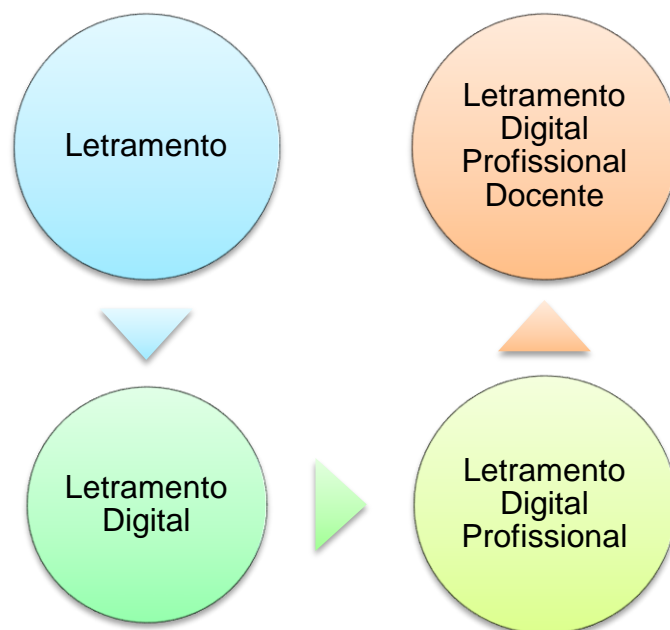 Letramento
Letramento
Digital
Letramento
Digital
Profissional
Letramento
Digital
Profissional
Docente